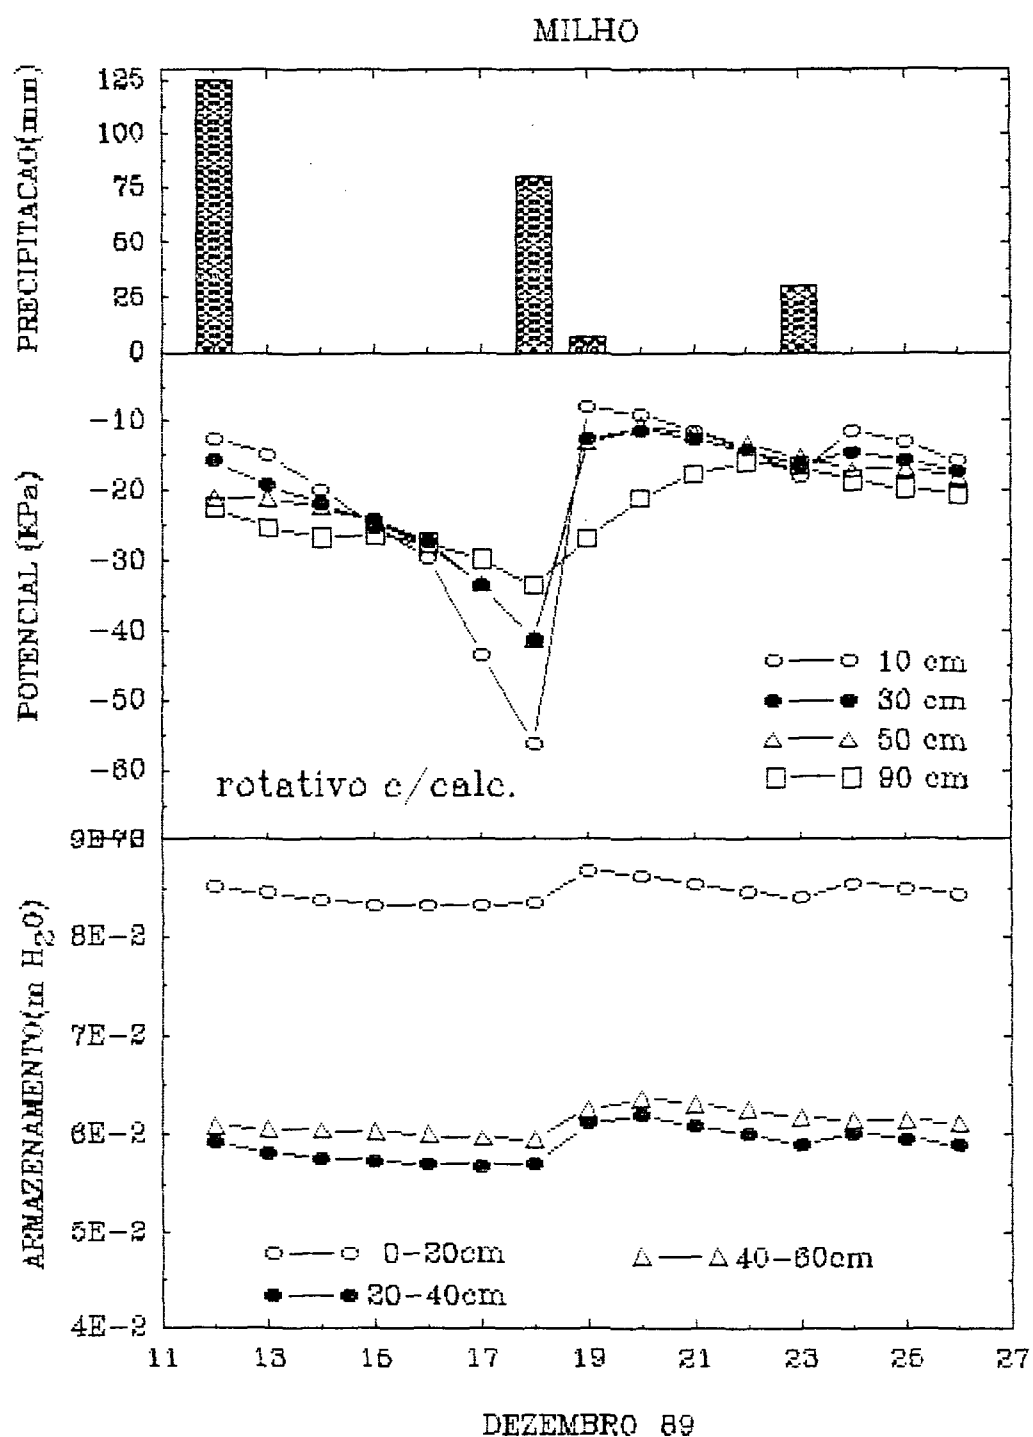 MILHO
PRECIPITACAO(mm)
125
100
75
50
25
0
POTENCIAL (KPa)
−10
−20
−30
−40
−50
−60
10 cm
30 cm
50 cm
90 cm
rotativo c/calc.
ARMAZENAMENTO(m H2O)
9E-2
8E−2
7E−2
6E−2
5E−2
4E−2
0−20cm
20−40cm
40−60cm
11 13 15 17 19 21 23 25 27
DEZEMBRO 89